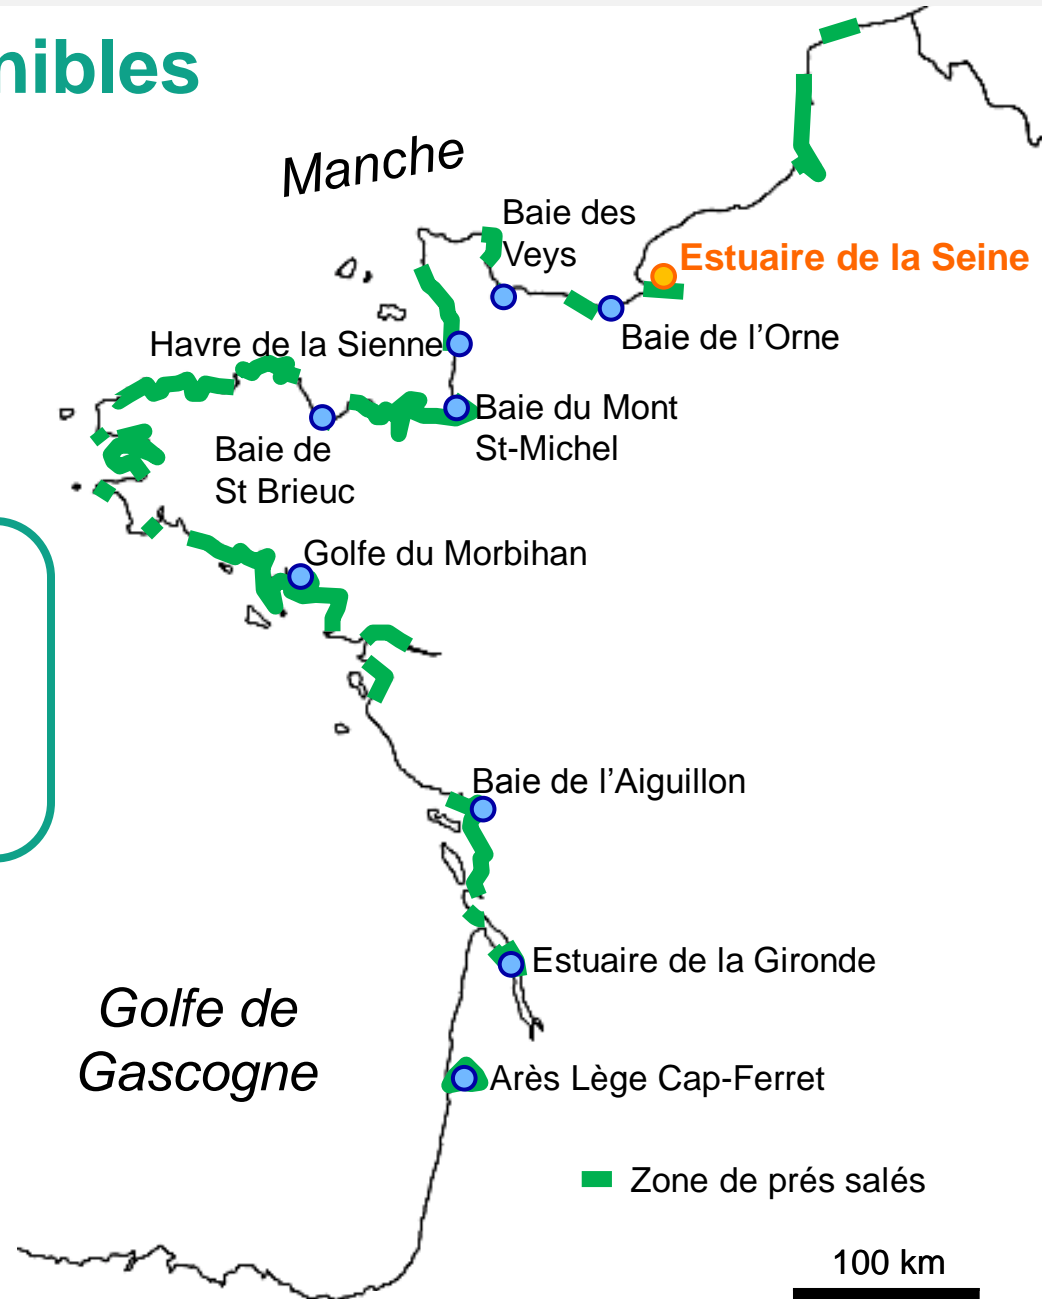 nibles
Manche
Baie des
Veys
Estuaire de la Seine
Baie de l'Orne
Havre de la Sienne
Baie du Mont
St-Michel
Baie de
St Brieuc
Golfe du Morbihan
Baie de l'Aiguillon
Estuaire de la Gironde
Golfe de
Gascogne
Arès Lège Cap-Ferret
Zone de prés salés
100 km